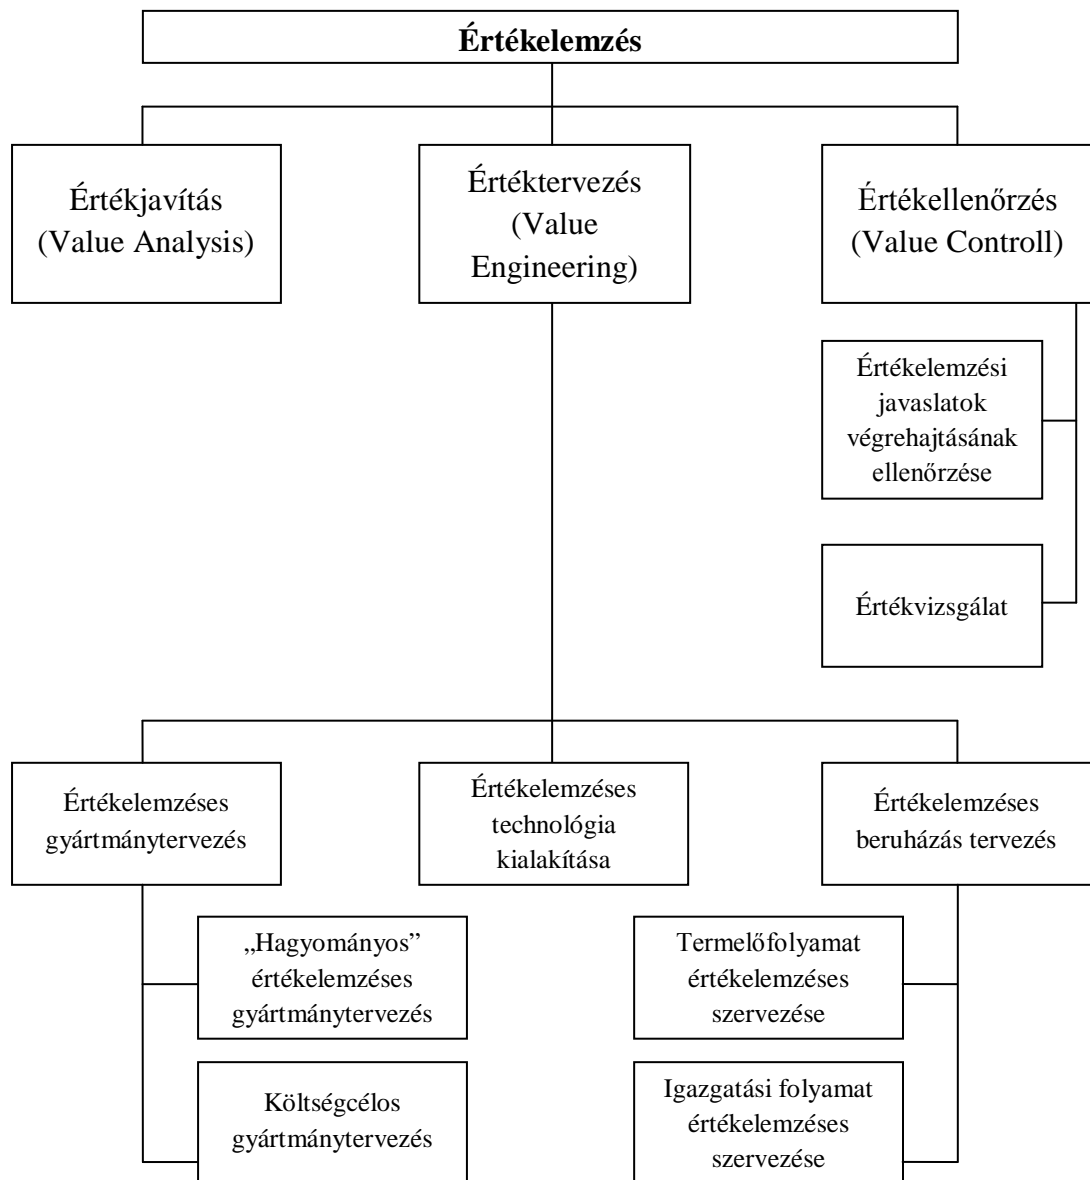 Értékelemzés
Értékjavítás
(Value Analysis)
Értéktervezés
(Value
Engineering)
Értékellenőrzés
(Value Controll)
Értékelemzési
javaslatok
végrehajtásának
ellenőrzése
Értékvizsgálat
Értékelemzéses
gyártmánytervezés
Értékelemzéses
technológia
kialakítása
Értékelemzéses
beruházás tervezés
„Hagyományos”
értékelemzéses
gyártmánytervezés
Termelőfolyamat
értékelemzéses
szervezése
Költségcélos
gyártmánytervezés
Igazgatási folyamat
értékelemzéses
szervezése